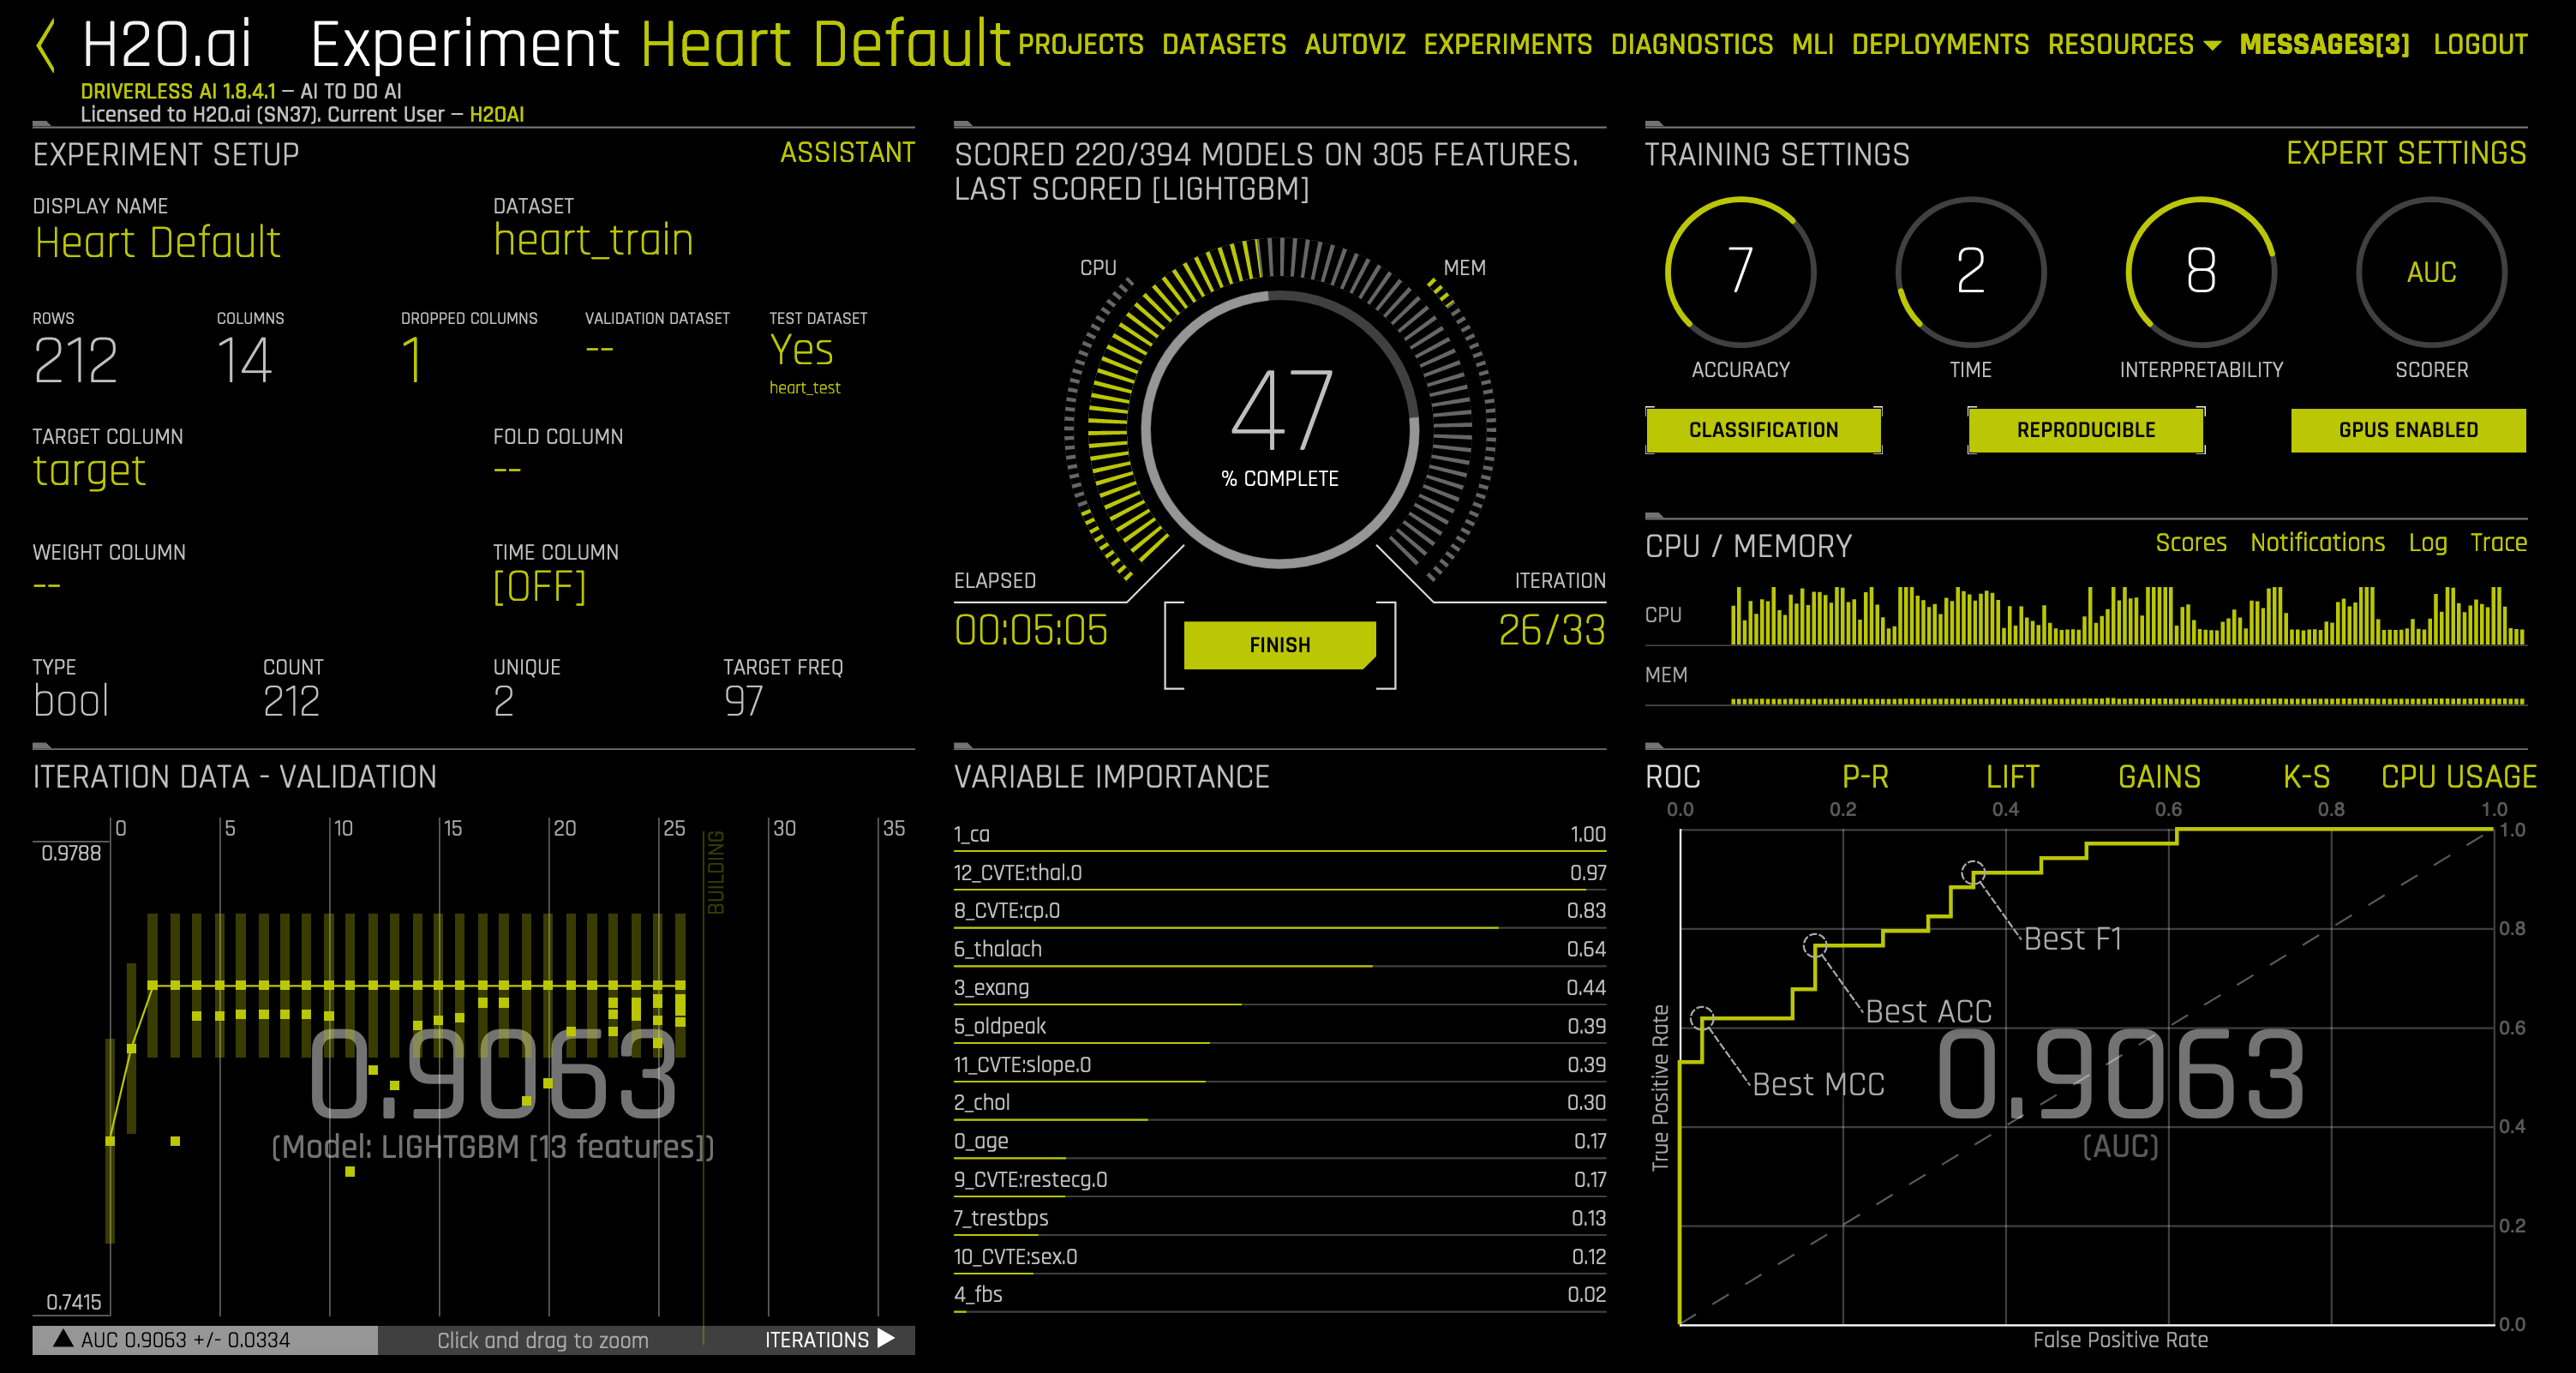 H2O.ai Experiment Heart Default PROJECTS DATASETS AUTOVIZ EXPERIMENTS DIAGNOSTICS MLI DEPLOYMENTS RESOURCES MESSAGES[3] LOGOUT
DRIVERLESS AI 1.8.4.1 — AI TO DO AI
Licensed to H2O.ai (SN37). Current User — H2OAI
EXPERIMENT SETUP ASSISTANT
DISPLAY NAME DATASET
Heart Default heart_train
ROWS COLUMNS DROPPED COLUMNS VALIDATION DATASET TEST DATASET
212 14 1 -- Yes
heart_test
TARGET COLUMN FOLD COLUMN
target --
WEIGHT COLUMN TIME COLUMN
-- [OFF]
TYPE COUNT UNIQUE TARGET FREQ
bool 212 2 97
SCORED 220/394 MODELS ON 305 FEATURES.
LAST SCORED [LIGHTGBM]
CPU MEM
47
% COMPLETE
ELAPSED ITERATION
00:05:05 26/33
FINISH
TRAINING SETTINGS EXPERT SETTINGS
7 2 8 AUC
ACCURACY TIME INTERPRETABILITY SCORER
CLASSIFICATION REPRODUCIBLE GPUS ENABLED
CPU / MEMORY Scores Notifications Log Trace
CPU
MEM
ITERATION DATA - VALIDATION
0 5 10 15 20 25 30 35
0.9788
BUILDING
0.9063
(Model: LIGHTGBM [13 features])
0.7415
AUC 0.9063 +/- 0.0334 Click and drag to zoom ITERATIONS
VARIABLE IMPORTANCE
1_ca 1.00
12_CVTE:thal.0 0.97
8_CVTE:cp.0 0.83
6_thalach 0.64
3_exang 0.44
5_oldpeak 0.39
11_CVTE:slope.0 0.39
2_chol 0.30
0_age 0.17
9_CVTE:restecg.0 0.17
7_trestbps 0.13
10_CVTE:sex.0 0.12
4_fbs 0.02
ROC P-R LIFT GAINS K-S CPU USAGE
0.0 0.2 0.4 0.6 0.8 1.0
1.0
0.8
Best F1
Best ACC
0.6
Best MCC
0.9063
(AUC)
0.4
0.2
0.0
True Positive Rate
False Positive Rate